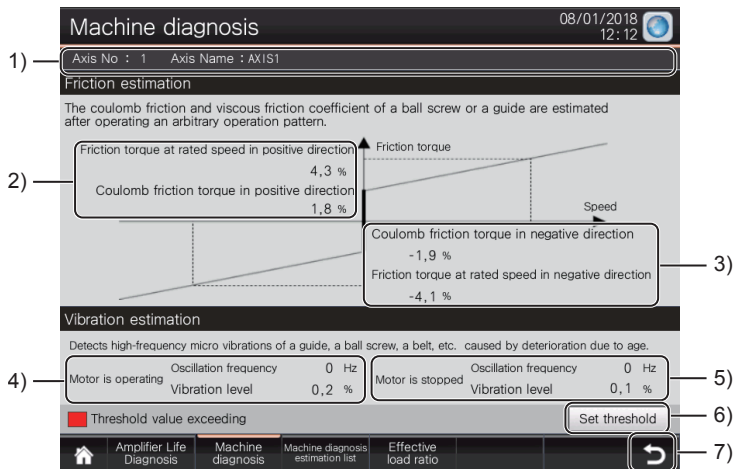 Machine diagnosis
08/01/2018
12:12
1)
Axis No : 1 Axis Name : AXIS1
Friction estimation
The coulomb friction and viscous friction coefficient of a ball screw or a guide are estimated
after operating an arbitrary operation pattern.
2)
Friction torque at rated speed in positive direction
4,3 %
Coulomb friction torque in positive direction
1,8 %
Friction torque
Speed
Coulomb friction torque in negative direction
-1,9 %
Friction torque at rated speed in negative direction
-4,1 %
3)
Vibration estimation
Detects high-frequency micro vibrations of a guide, a ball screw, a belt, etc. caused by deterioration due to age.
4)
Motor is operating
Oscillation frequency 0 Hz
Vibration level 0,2 %
Motor is stopped
Oscillation frequency 0 Hz
Vibration level 0,1 %
5)
Threshold value exceeding
Set threshold
6)
Amplifier Life
Diagnosis
Machine
diagnosis
Machine diagnosis
estimation list
Effective
load ratio
7)